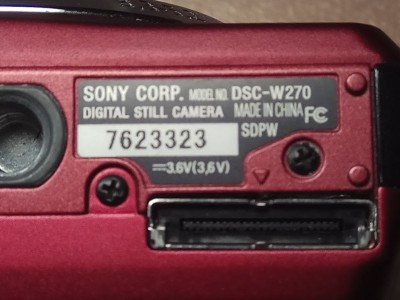 SONY CORP. MODEL NO. DSC-W270
DIGITAL STILL CAMERA MADE IN CHINA FC
7623323 SDPW
⎓3.6V(3,6V)